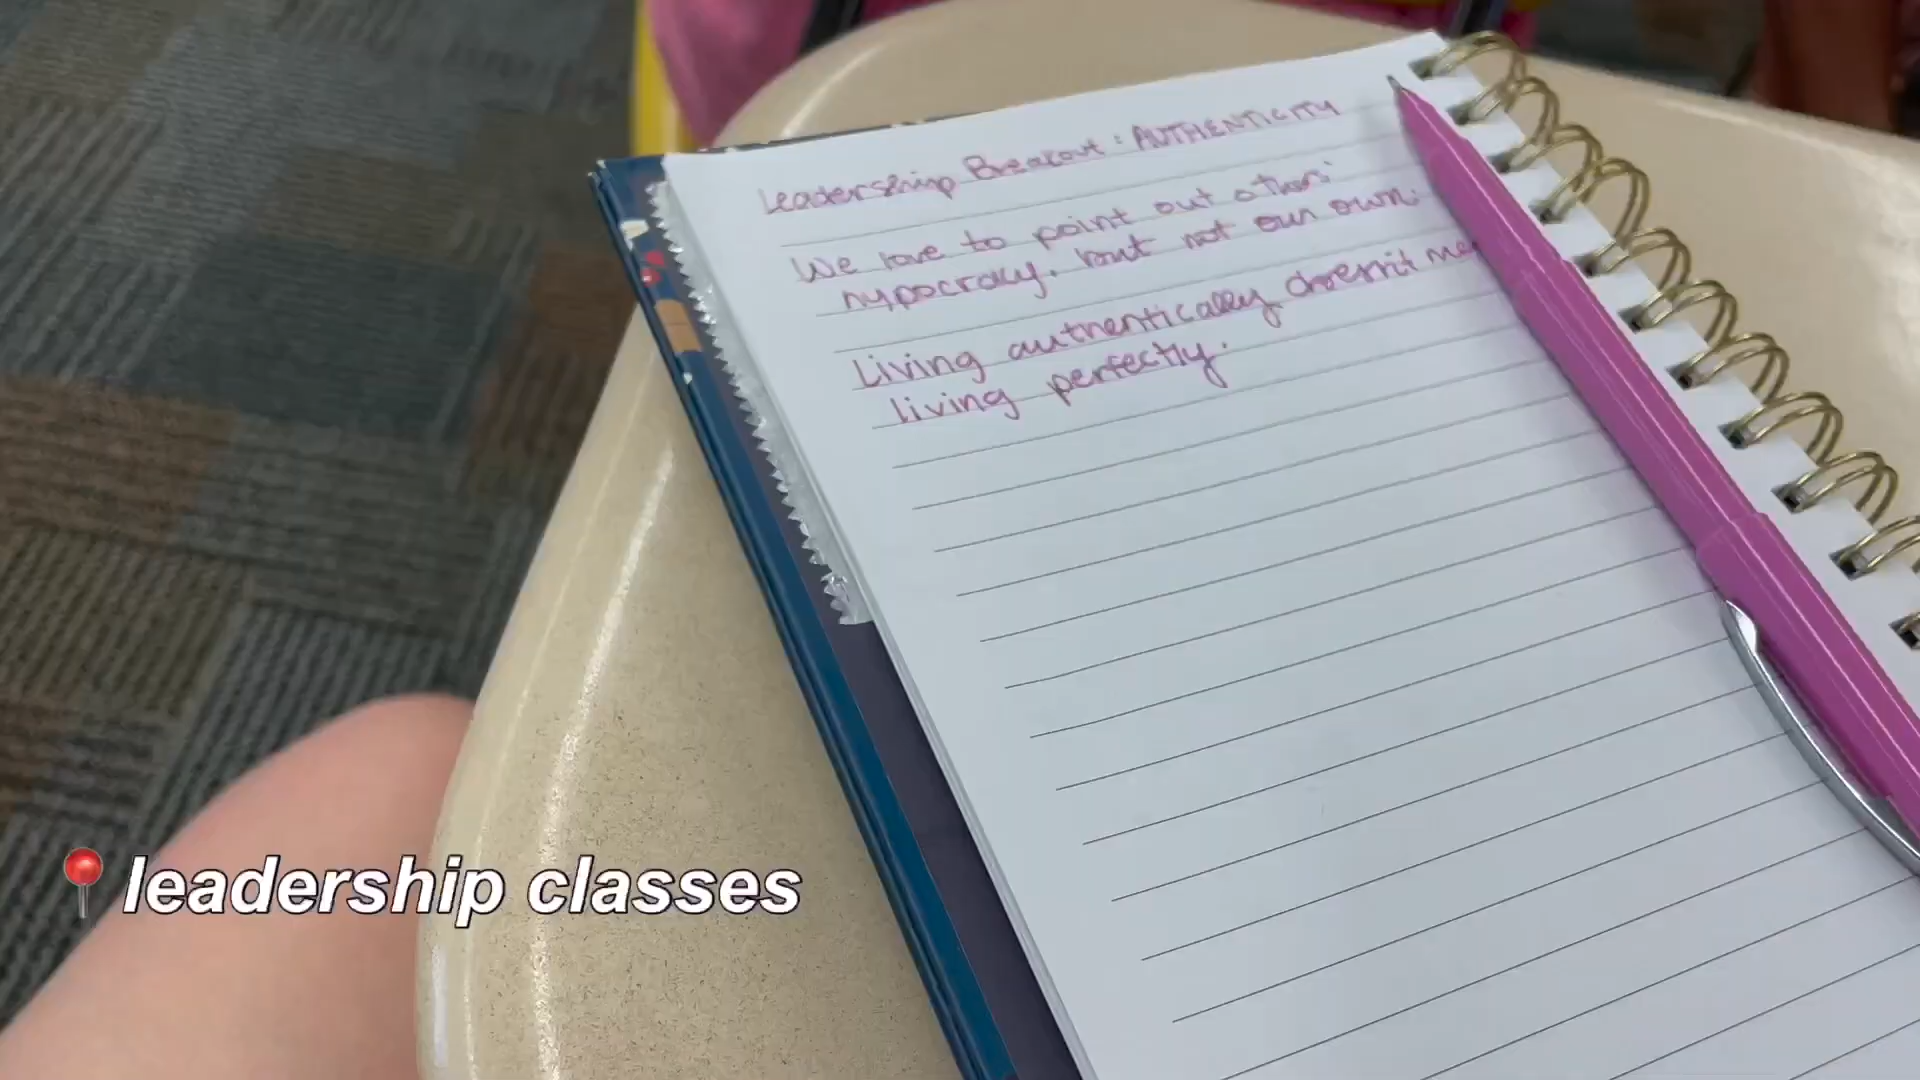 Leadership Breakout: AUTHENTICITY
We love to point out others'
hypocrasy, but not our own.
Living authentically doesn't
living perfectly.
leadership classes